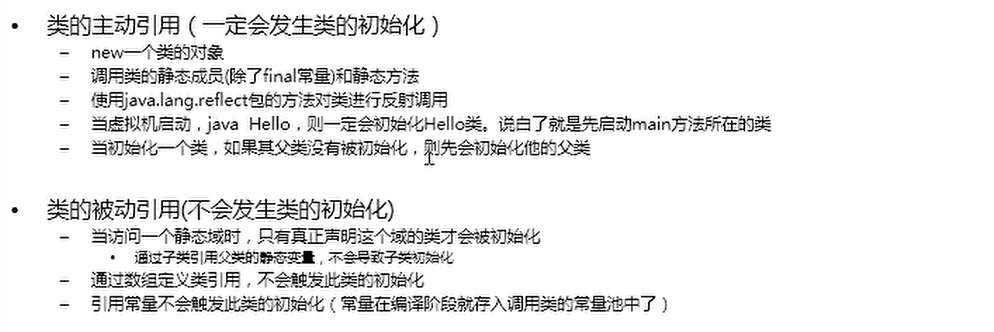 • 类的主动引用（一定会发生类的初始化）
– new一个类的对象
– 调用类的静态成员(除了final常量)和静态方法
– 使用java.lang.reflect包的方法对类进行反射调用
– 当虚拟机启动，java Hello，则一定会初始化Hello类。说白了就是先启动main方法所在的类
– 当初始化一个类，如果其父类没有被初始化，则先会初始化他的父类
• 类的被动引用(不会发生类的初始化)
– 当访问一个静态域时，只有真正声明这个域的类才会被初始化
• 通过子类引用父类的静态变量，不会导致子类初始化
– 通过数组定义类引用，不会触发此类的初始化
– 引用常量不会触发此类的初始化（常量在编译阶段就存入调用类的常量池中了）